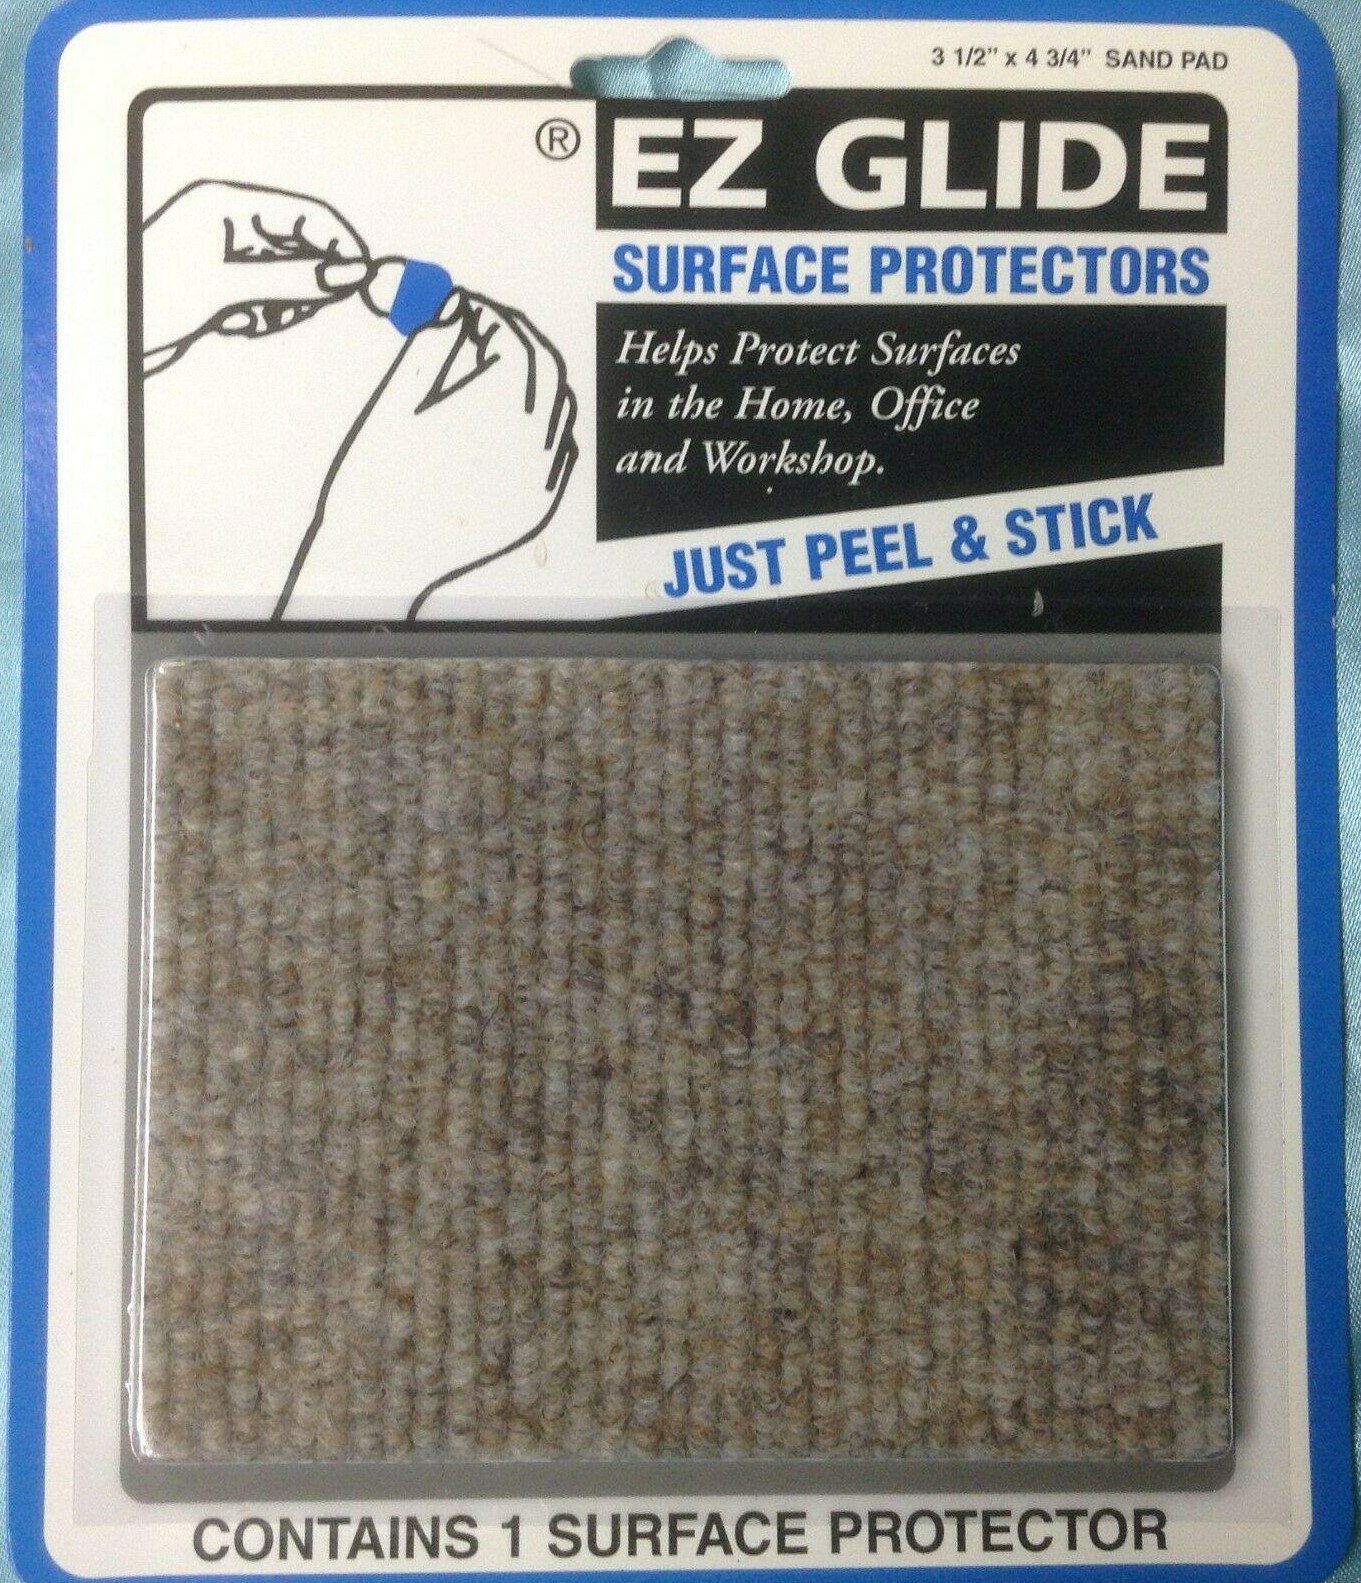 3 1/2” x 4 3/4” SAND PAD
® EZ GLIDE
SURFACE PROTECTORS
Helps Protect Surfaces
in the Home, Office
and Workshop.
JUST PEEL & STICK
CONTAINS 1 SURFACE PROTECTOR